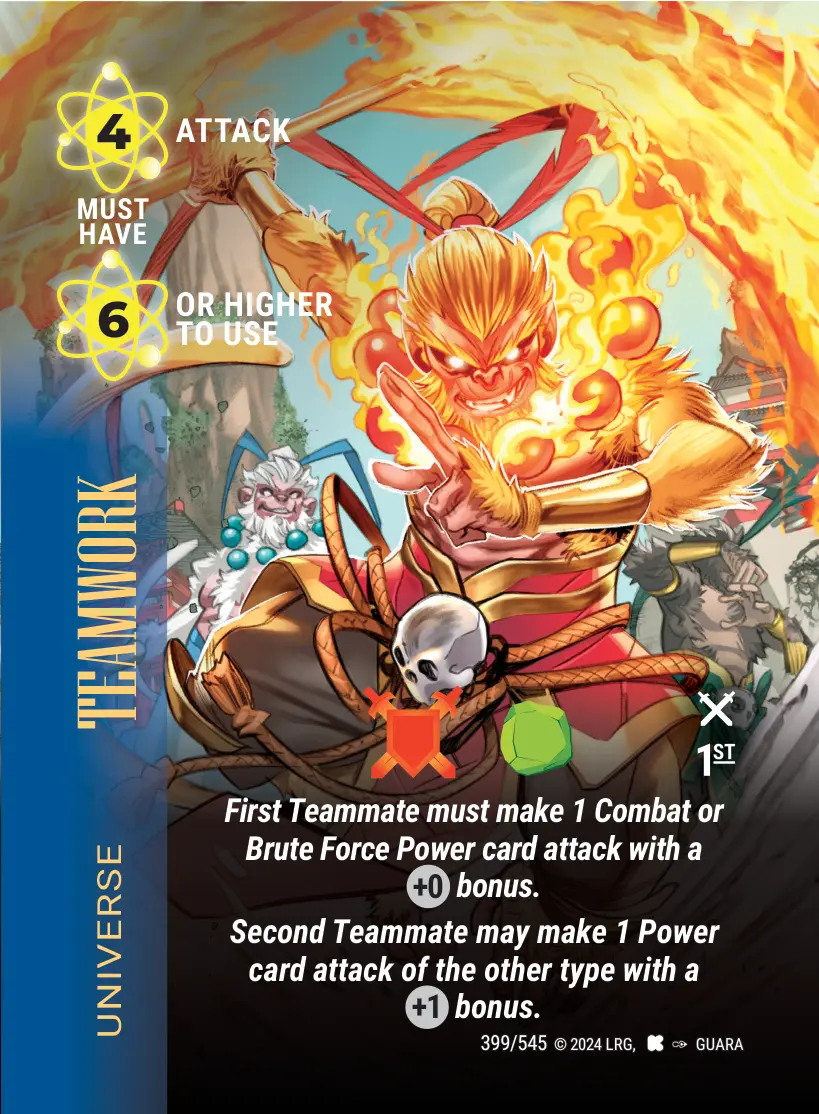 4 ATTACK
MUST
HAVE
6 OR HIGHER
TO USE
TEAMWORK
UNIVERSE
1ST
First Teammate must make 1 Combat or
Brute Force Power card attack with a
+0 bonus.
Second Teammate may make 1 Power
card attack of the other type with a
+1 bonus.
399/545 © 2024 LRG, GUARA